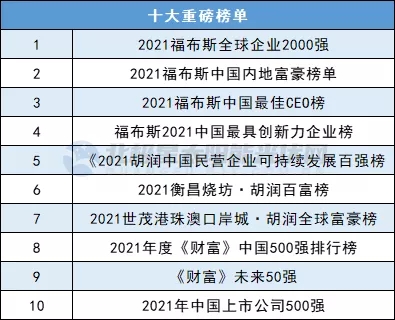 十大重磅榜单
1 2021福布斯全球企业2000强
2 2021福布斯中国内地富豪榜单
3 2021福布斯中国最佳CEO榜
4 福布斯2021中国最具创新力企业榜
5 《2021胡润中国民营企业可持续发展百强榜
6 2021衡昌烧坊·胡润百富榜
7 2021世茂港珠澳口岸城·胡润全球富豪榜
8 2021年度《财富》中国500强排行榜
9 《财富》未来50强
10 2021年中国上市公司500强